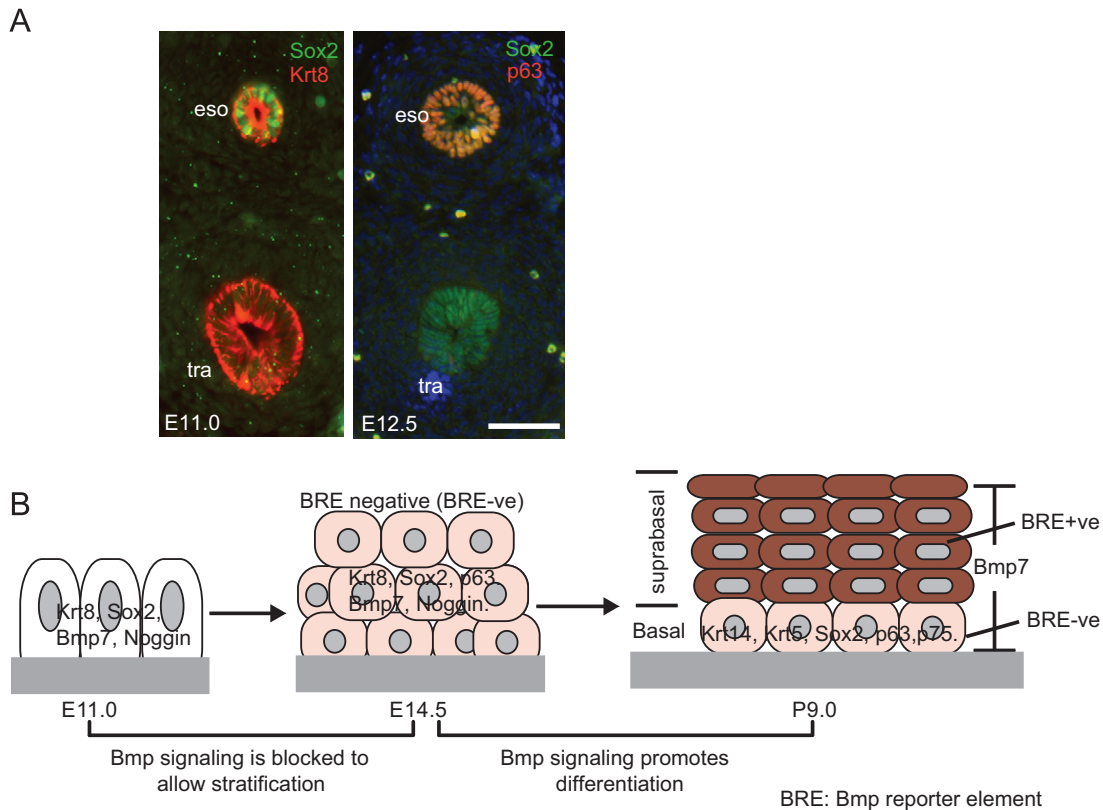 A
Sox2
Krt8
eso
tra
E11.0
Sox2
p63
eso
tra
E12.5
B
Krt8, Sox2,
Bmp7, Noggin
BRE negative (BRE-ve)
Krt8, Sox2, p63
Bmp7, Noggin.
suprabasal
Basal
Krt14, Krt5, Sox2, p63,p75.
BRE+ve
Bmp7
BRE-ve
E11.0
E14.5
P9.0
Bmp signaling is blocked to
allow stratification
Bmp signaling promotes
differentiation
BRE: Bmp reporter element